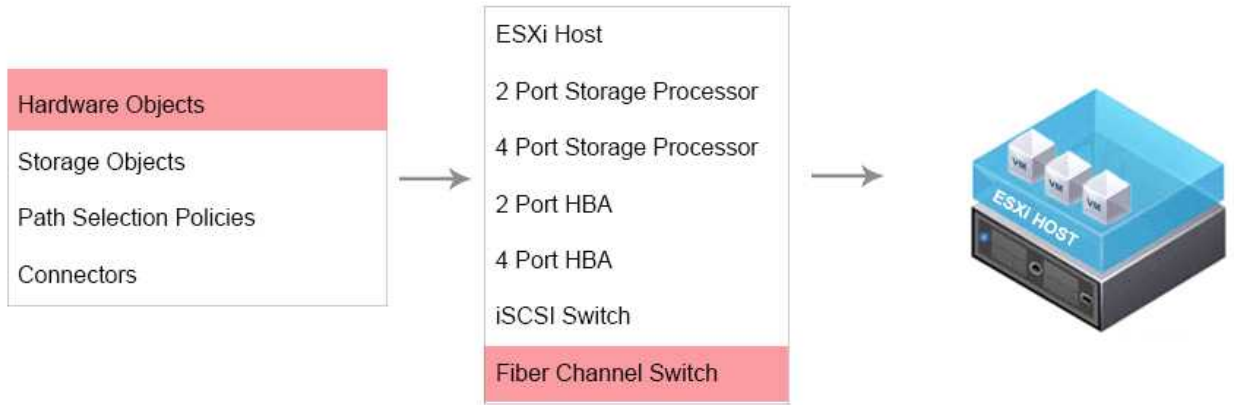 Hardware Objects
Storage Objects
Path Selection Policies
Connectors
ESXi Host
2 Port Storage Processor
4 Port Storage Processor
2 Port HBA
4 Port HBA
iSCSI Switch
Fiber Channel Switch
VM
VM
VM
ESXi HOST